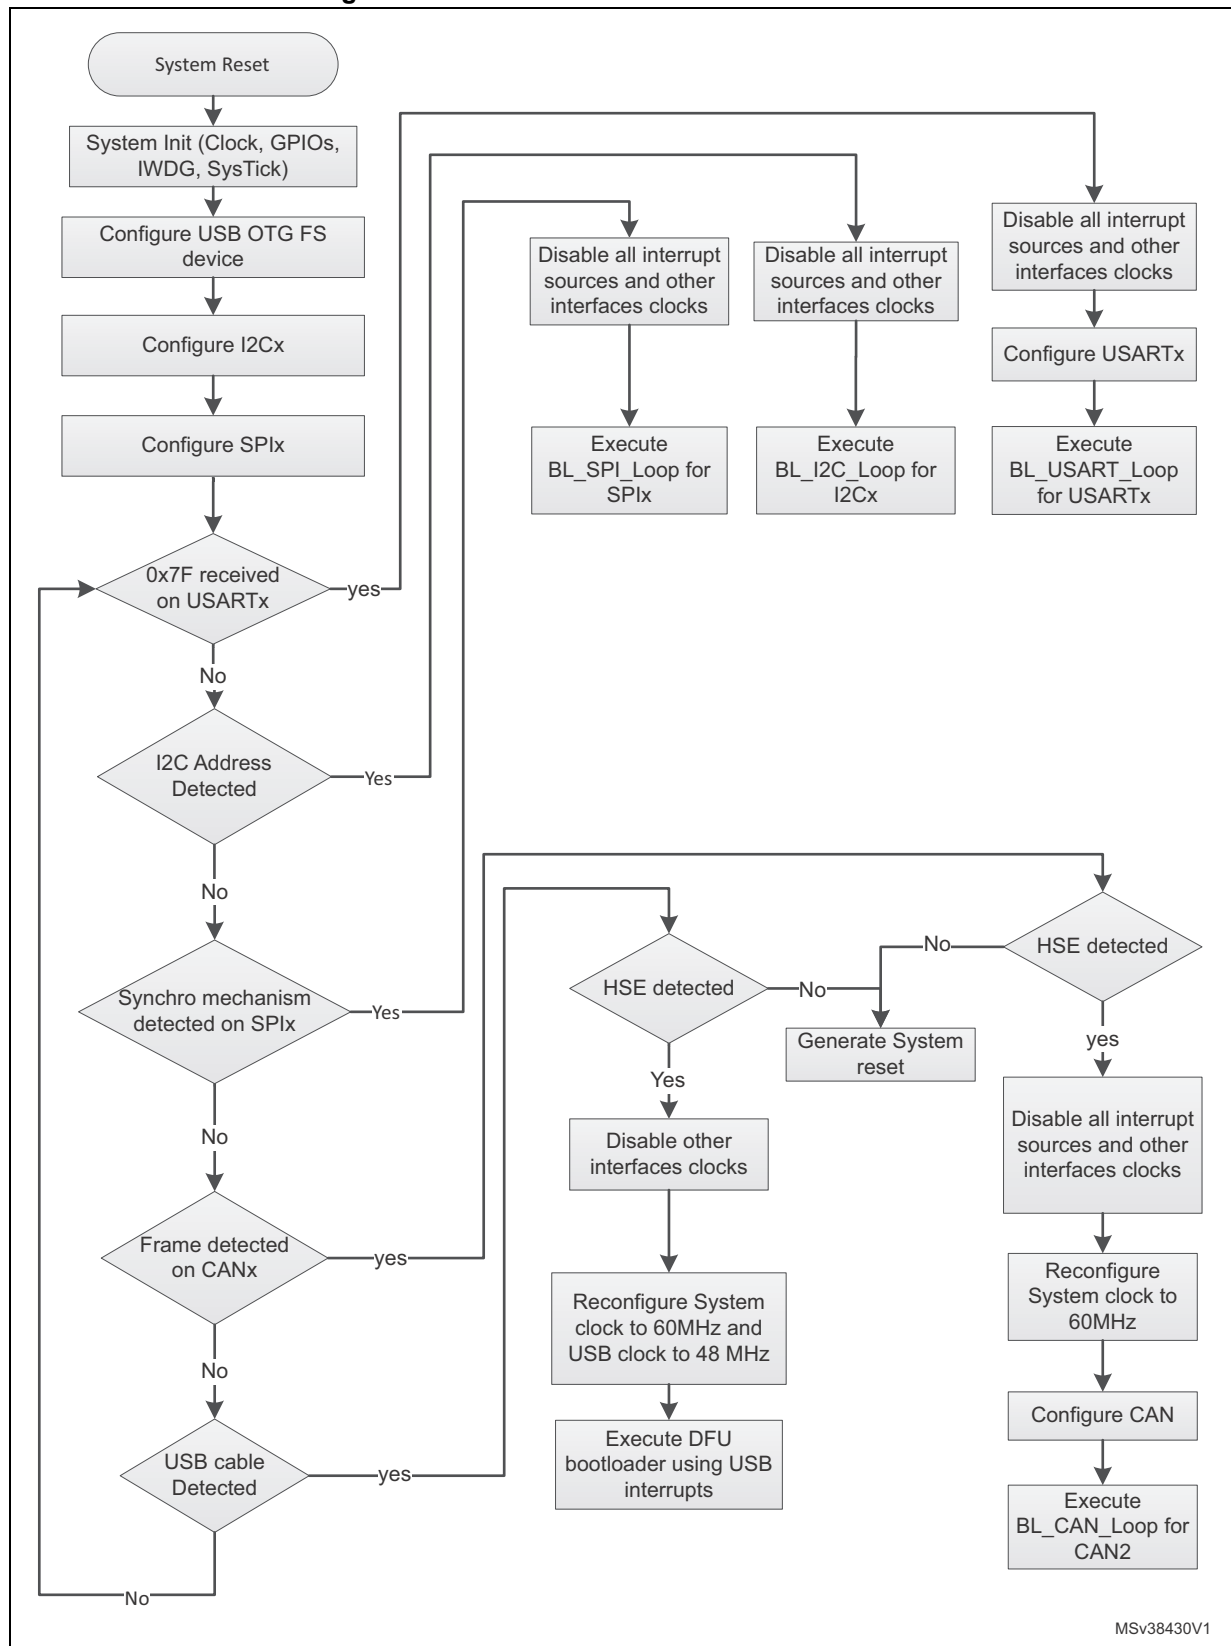 System Reset
System Init (Clock, GPIOs,
IWDG, SysTick)
Configure USB OTG FS
device
Configure I2Cx
Configure SPIx
0x7F received
on USARTx
yes
No
I2C Address
Detected
Yes
No
Synchro mechanism
detected on SPIx
Yes
No
Frame detected
on CANx
yes
No
USB cable
Detected
yes
No
Disable all interrupt
sources and other
interfaces clocks
Execute
BL_SPI_Loop for
SPIx
Disable all interrupt
sources and other
interfaces clocks
Execute
BL_I2C_Loop for
I2Cx
Disable all interrupt
sources and other
interfaces clocks
Configure USARTx
Execute
BL_USART_Loop
for USARTx
HSE detected
No
Yes
Generate System
reset
Disable other
interfaces clocks
Reconfigure System
clock to 60MHz and
USB clock to 48 MHz
Execute DFU
bootloader using USB
interrupts
HSE detected
No
yes
Disable all interrupt
sources and other
interfaces clocks
Reconfigure
System clock to
60MHz
Configure CAN
Execute
BL_CAN_Loop for
CAN2
MSv38430V1